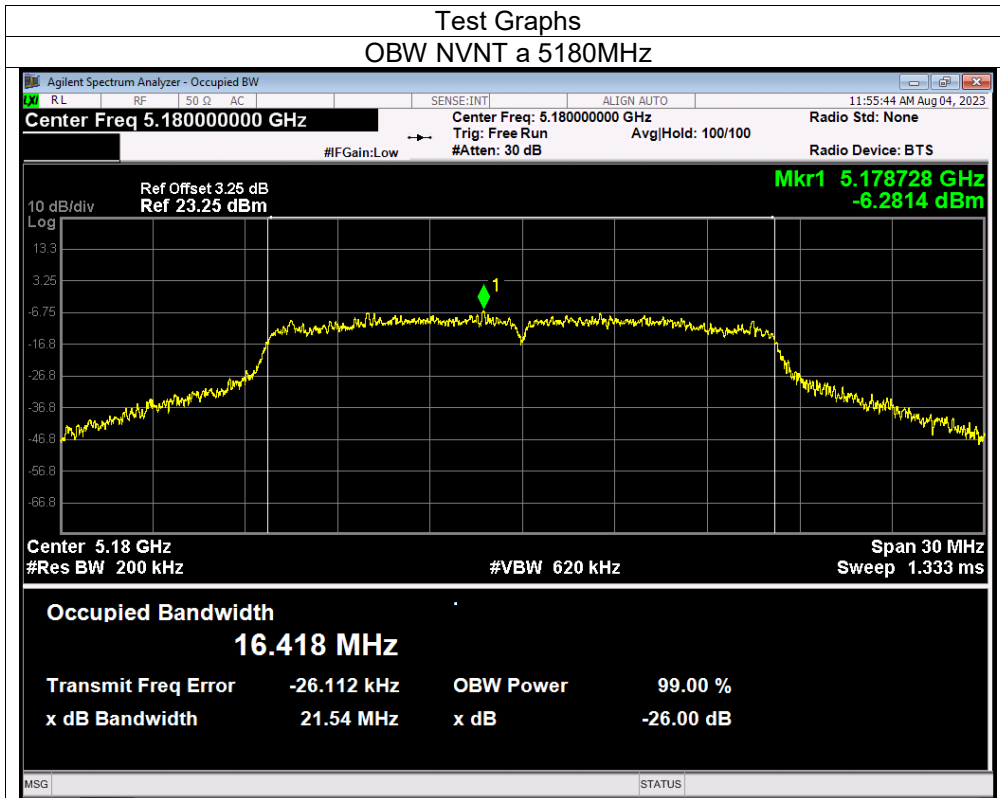 Test Graphs
OBW NVNT a 5180MHz
Agilent Spectrum Analyzer - Occupied BW
LXI RL RF 50 Ω AC SENSE:INT ALIGN AUTO 11:55:44 AM Aug 04, 2023
Center Freq 5.180000000 GHz Center Freq: 5.180000000 GHz Radio Std: None
Trig: Free Run Avg|Hold: 100/100
#IFGain:Low #Atten: 30 dB Radio Device: BTS
Mkr1 5.178728 GHz
-6.2814 dBm
Ref Offset 3.25 dB
10 dB/div Ref 23.25 dBm
Log
13.3
3.25
1
-6.75
-16.8
-26.8
-36.8
-46.8
-56.8
-66.8
Center 5.18 GHz Span 30 MHz
#Res BW 200 kHz #VBW 620 kHz Sweep 1.333 ms
Occupied Bandwidth
16.418 MHz
Transmit Freq Error -26.112 kHz OBW Power 99.00 %
x dB Bandwidth 21.54 MHz x dB -26.00 dB
MSG STATUS